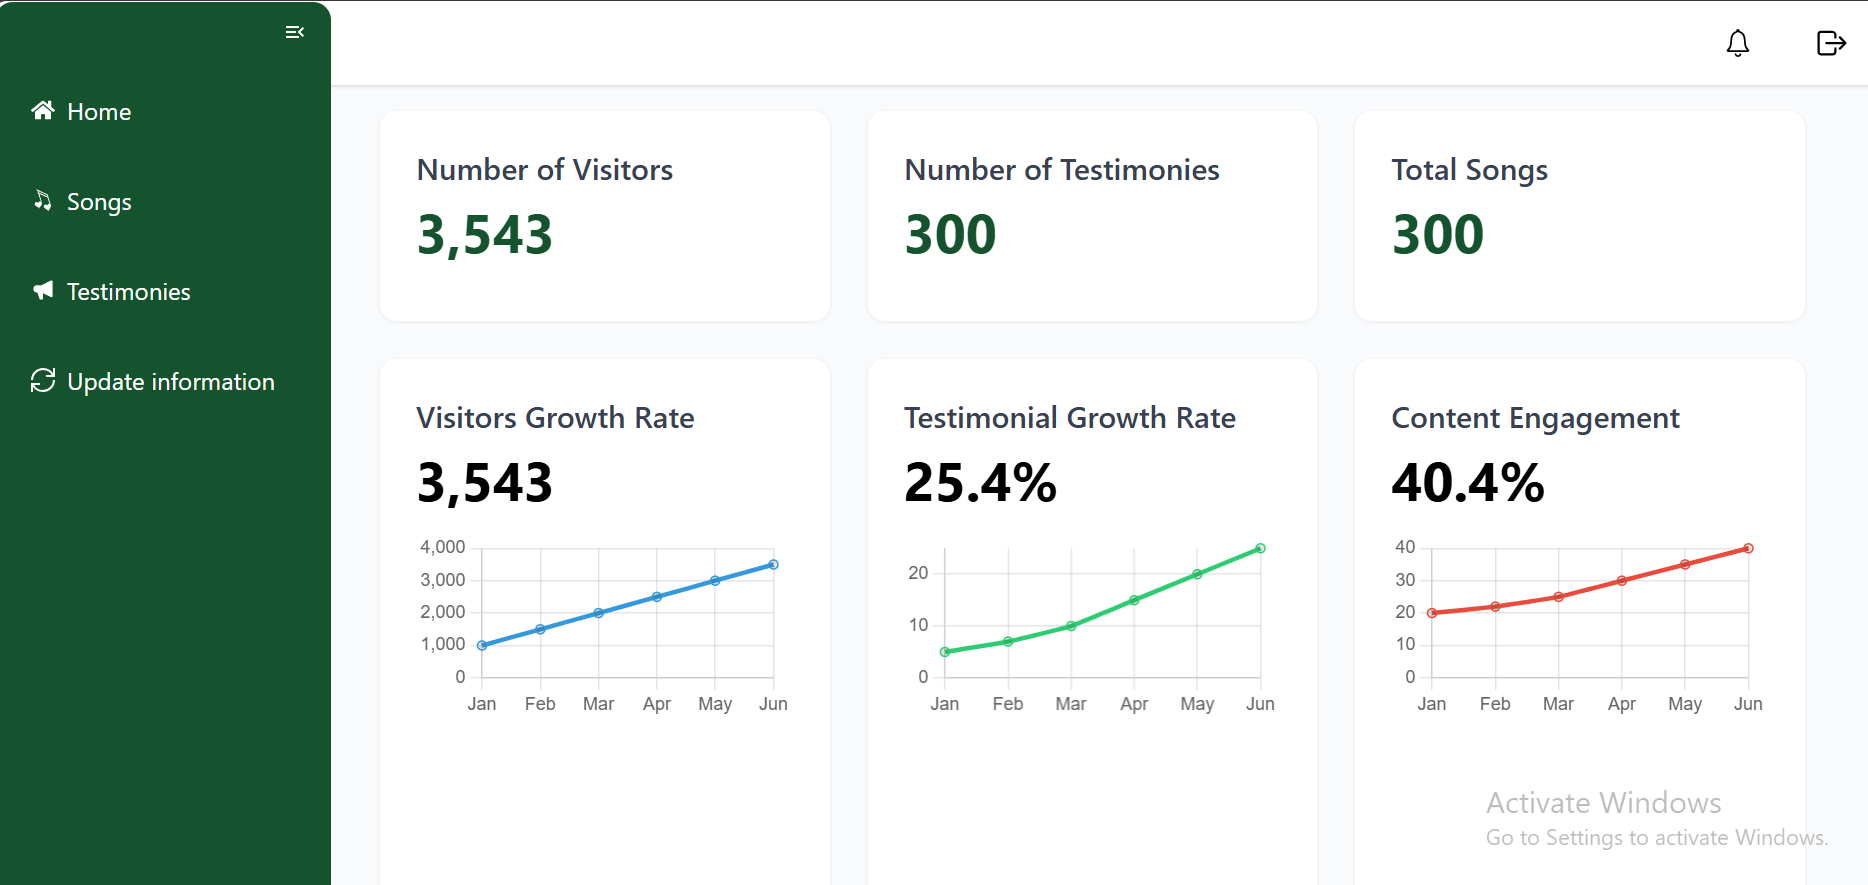 Home
Songs
Testimonies
Update information
Number of Visitors
3,543
Number of Testimonies
300
Total Songs
300
Visitors Growth Rate
3,543
4,000
3,000
2,000
1,000
0
Jan Feb Mar Apr May Jun
Testimonial Growth Rate
25.4%
20
10
0
Jan Feb Mar Apr May Jun
Content Engagement
40.4%
40
30
20
10
0
Jan Feb Mar Apr May Jun
Activate Windows
Go to Settings to activate Windows.